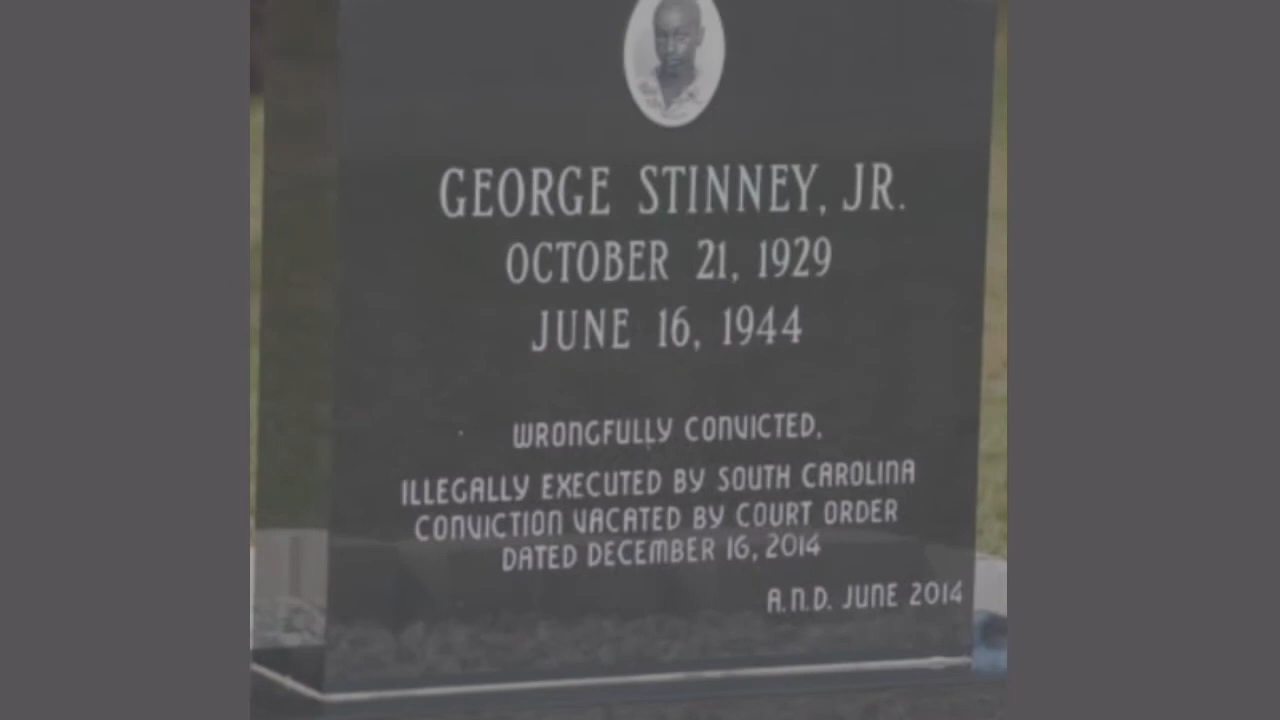 GEORGE STINNEY, JR.
OCTOBER 21, 1929
JUNE 16, 1944
WRONGFULLY CONVICTED,
ILLEGALLY EXECUTED BY SOUTH CAROLINA
CONVICTION VACATED BY COURT ORDER
DATED DECEMBER 16, 2014
A.N.D. JUNE 2014